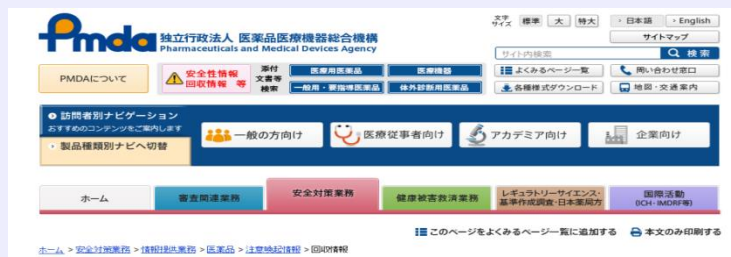 文字サイズ 標準 大 特大 ・日本語 ・English
Pmda 独立行政法人 医薬品医療機器総合機構
Pharmaceuticals and Medical Devices Agency
サイトマップ
サイト内検索 検索
PMDAについて
安全性情報
回収情報 等
添付文書等検索
医療用医薬品 医療機器
一般用・要指導医薬品 体外診断用医薬品
よくみるページ一覧 問い合わせ窓口
各種様式ダウンロード 地図・交通案内
訪問者別ナビゲーション
おすすめのコンテンツをご案内します
製品種類別ナビへ切替
一般の方向け 医療従事者向け アカデミア向け 企業向け
ホーム 審査関連業務 安全対策業務 健康被害救済業務 レギュラトリーサイエンス・基準作成調査・日本薬局方 国際活動(ICH・IMDRF等)
このページをよくみるページ一覧に追加する 本文のみ印刷する
ホーム > 安全対策業務 > 情報提供業務 > 医薬品 > 注意喚起情報 > 回収情報